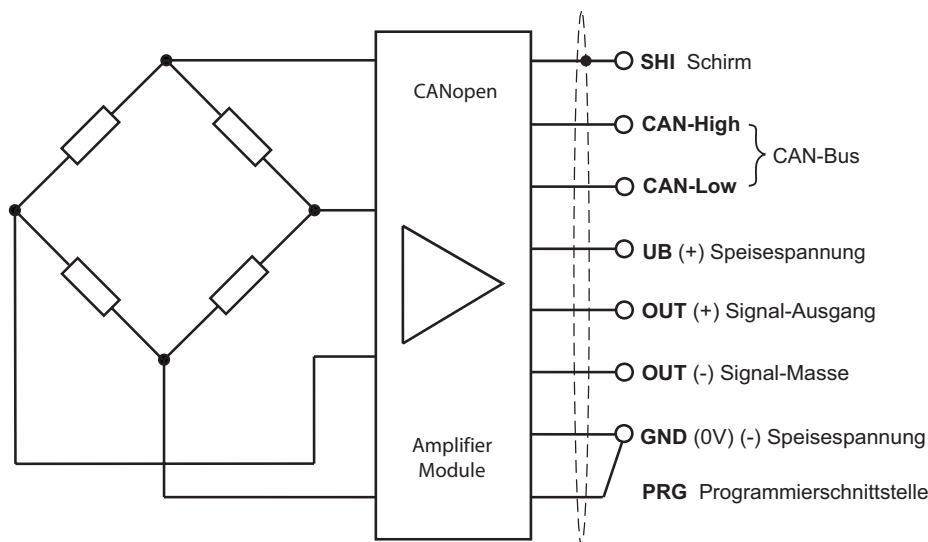 CANopen
Amplifier
Module
SHI Schirm
CAN-High
CAN-Low
CAN-Bus
UB (+) Speisespannung
OUT (+) Signal-Ausgang
OUT (-) Signal-Masse
GND (0V) (-) Speisespannung
PRG Programmierschnittstelle